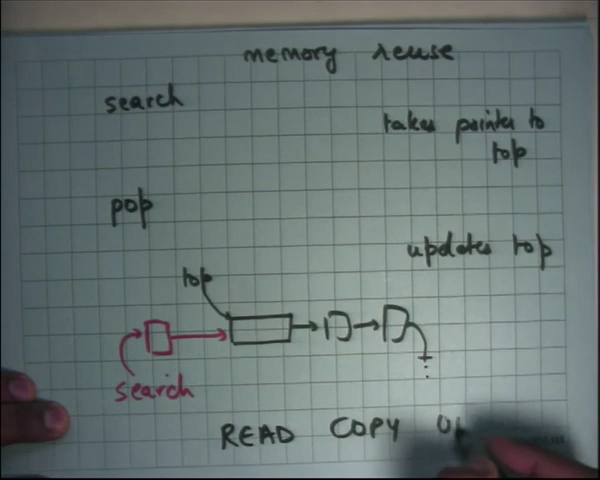 memory reuse
search
takes pointer to
top
pop
updates top
top
search
READ COPY